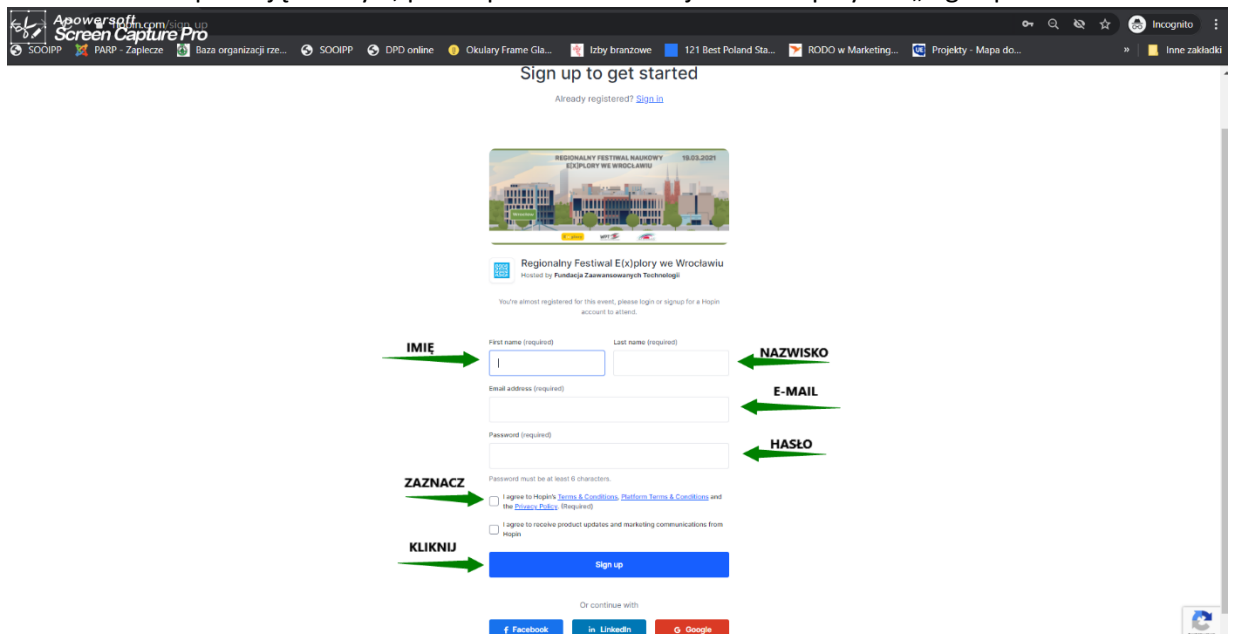 Apowersoft
hopin.com/sign_up
Screen Capture Pro
Incognito
SOOIPP
PARP - Zaplecze
Baza organizacji rze...
SOOIPP
DPD online
Okulary Frame Gla...
Izby branzowe
121 Best Poland Sta...
RODO w Marketing...
Projekty - Mapa do...
»
Inne zakładki
Sign up to get started
Already registered? Sign in
REGIONALNY FESTIWAL NAUKOWY
E(X)PLORY WE WROCŁAWIU
19.03.2021
Regionalny Festiwal E(x)plory we Wrocławiu
Hosted by Fundacja Zaawansowanych Technologii
You're almost registered for this event, please login or signup for a Hopin
account to attend.
IMIĘ
First name (required)
Last name (required)
NAZWISKO
Email address (required)
E-MAIL
Password (required)
HASŁO
Password must be at least 6 characters.
ZAZNACZ
I agree to Hopin's Terms & Conditions, Platform Terms & Conditions and
the Privacy Policy. (Required)
I agree to receive product updates and marketing communications from
Hopin
KLIKNIJ
Sign up
Or continue with
Facebook
in LinkedIn
G Google